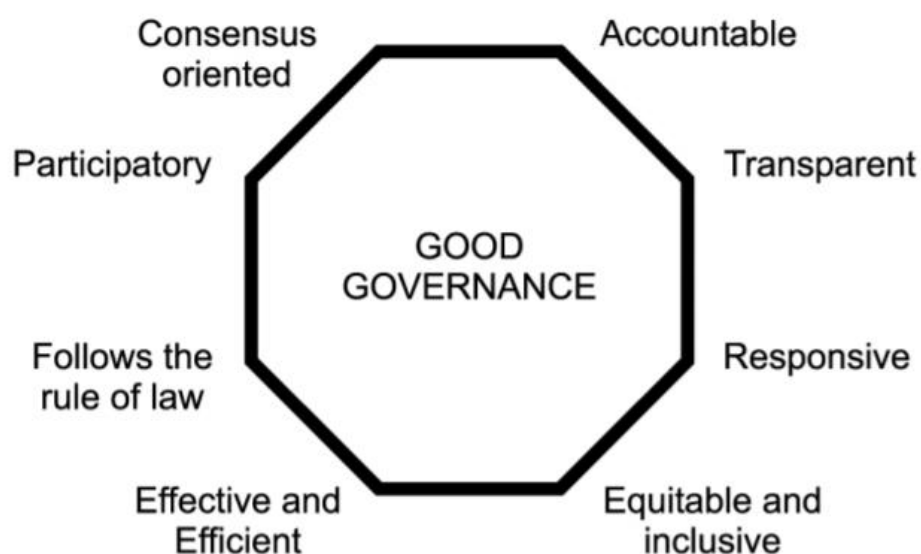 Consensus
oriented
Accountable
Participatory
Transparent
GOOD
GOVERNANCE
Follows the
rule of law
Responsive
Effective and
Efficient
Equitable and
inclusive